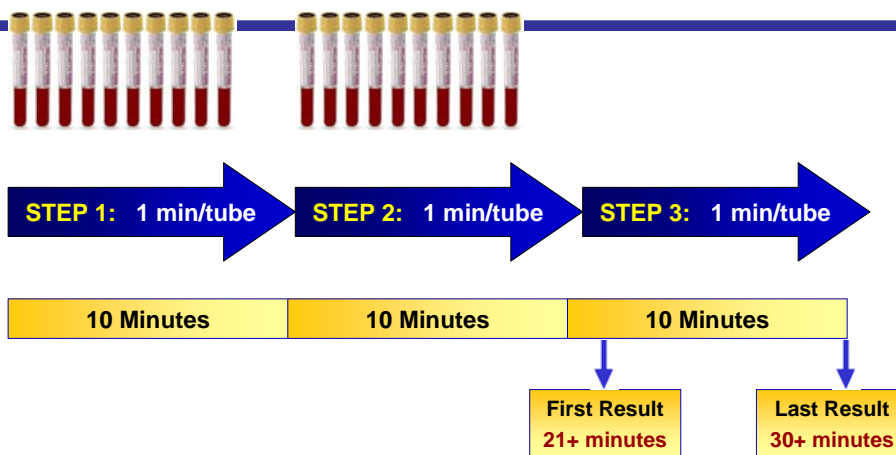 STEP 1: 1 min/tube
STEP 2: 1 min/tube
STEP 3: 1 min/tube
10 Minutes
10 Minutes
10 Minutes
First Result
21+ minutes
Last Result
30+ minutes